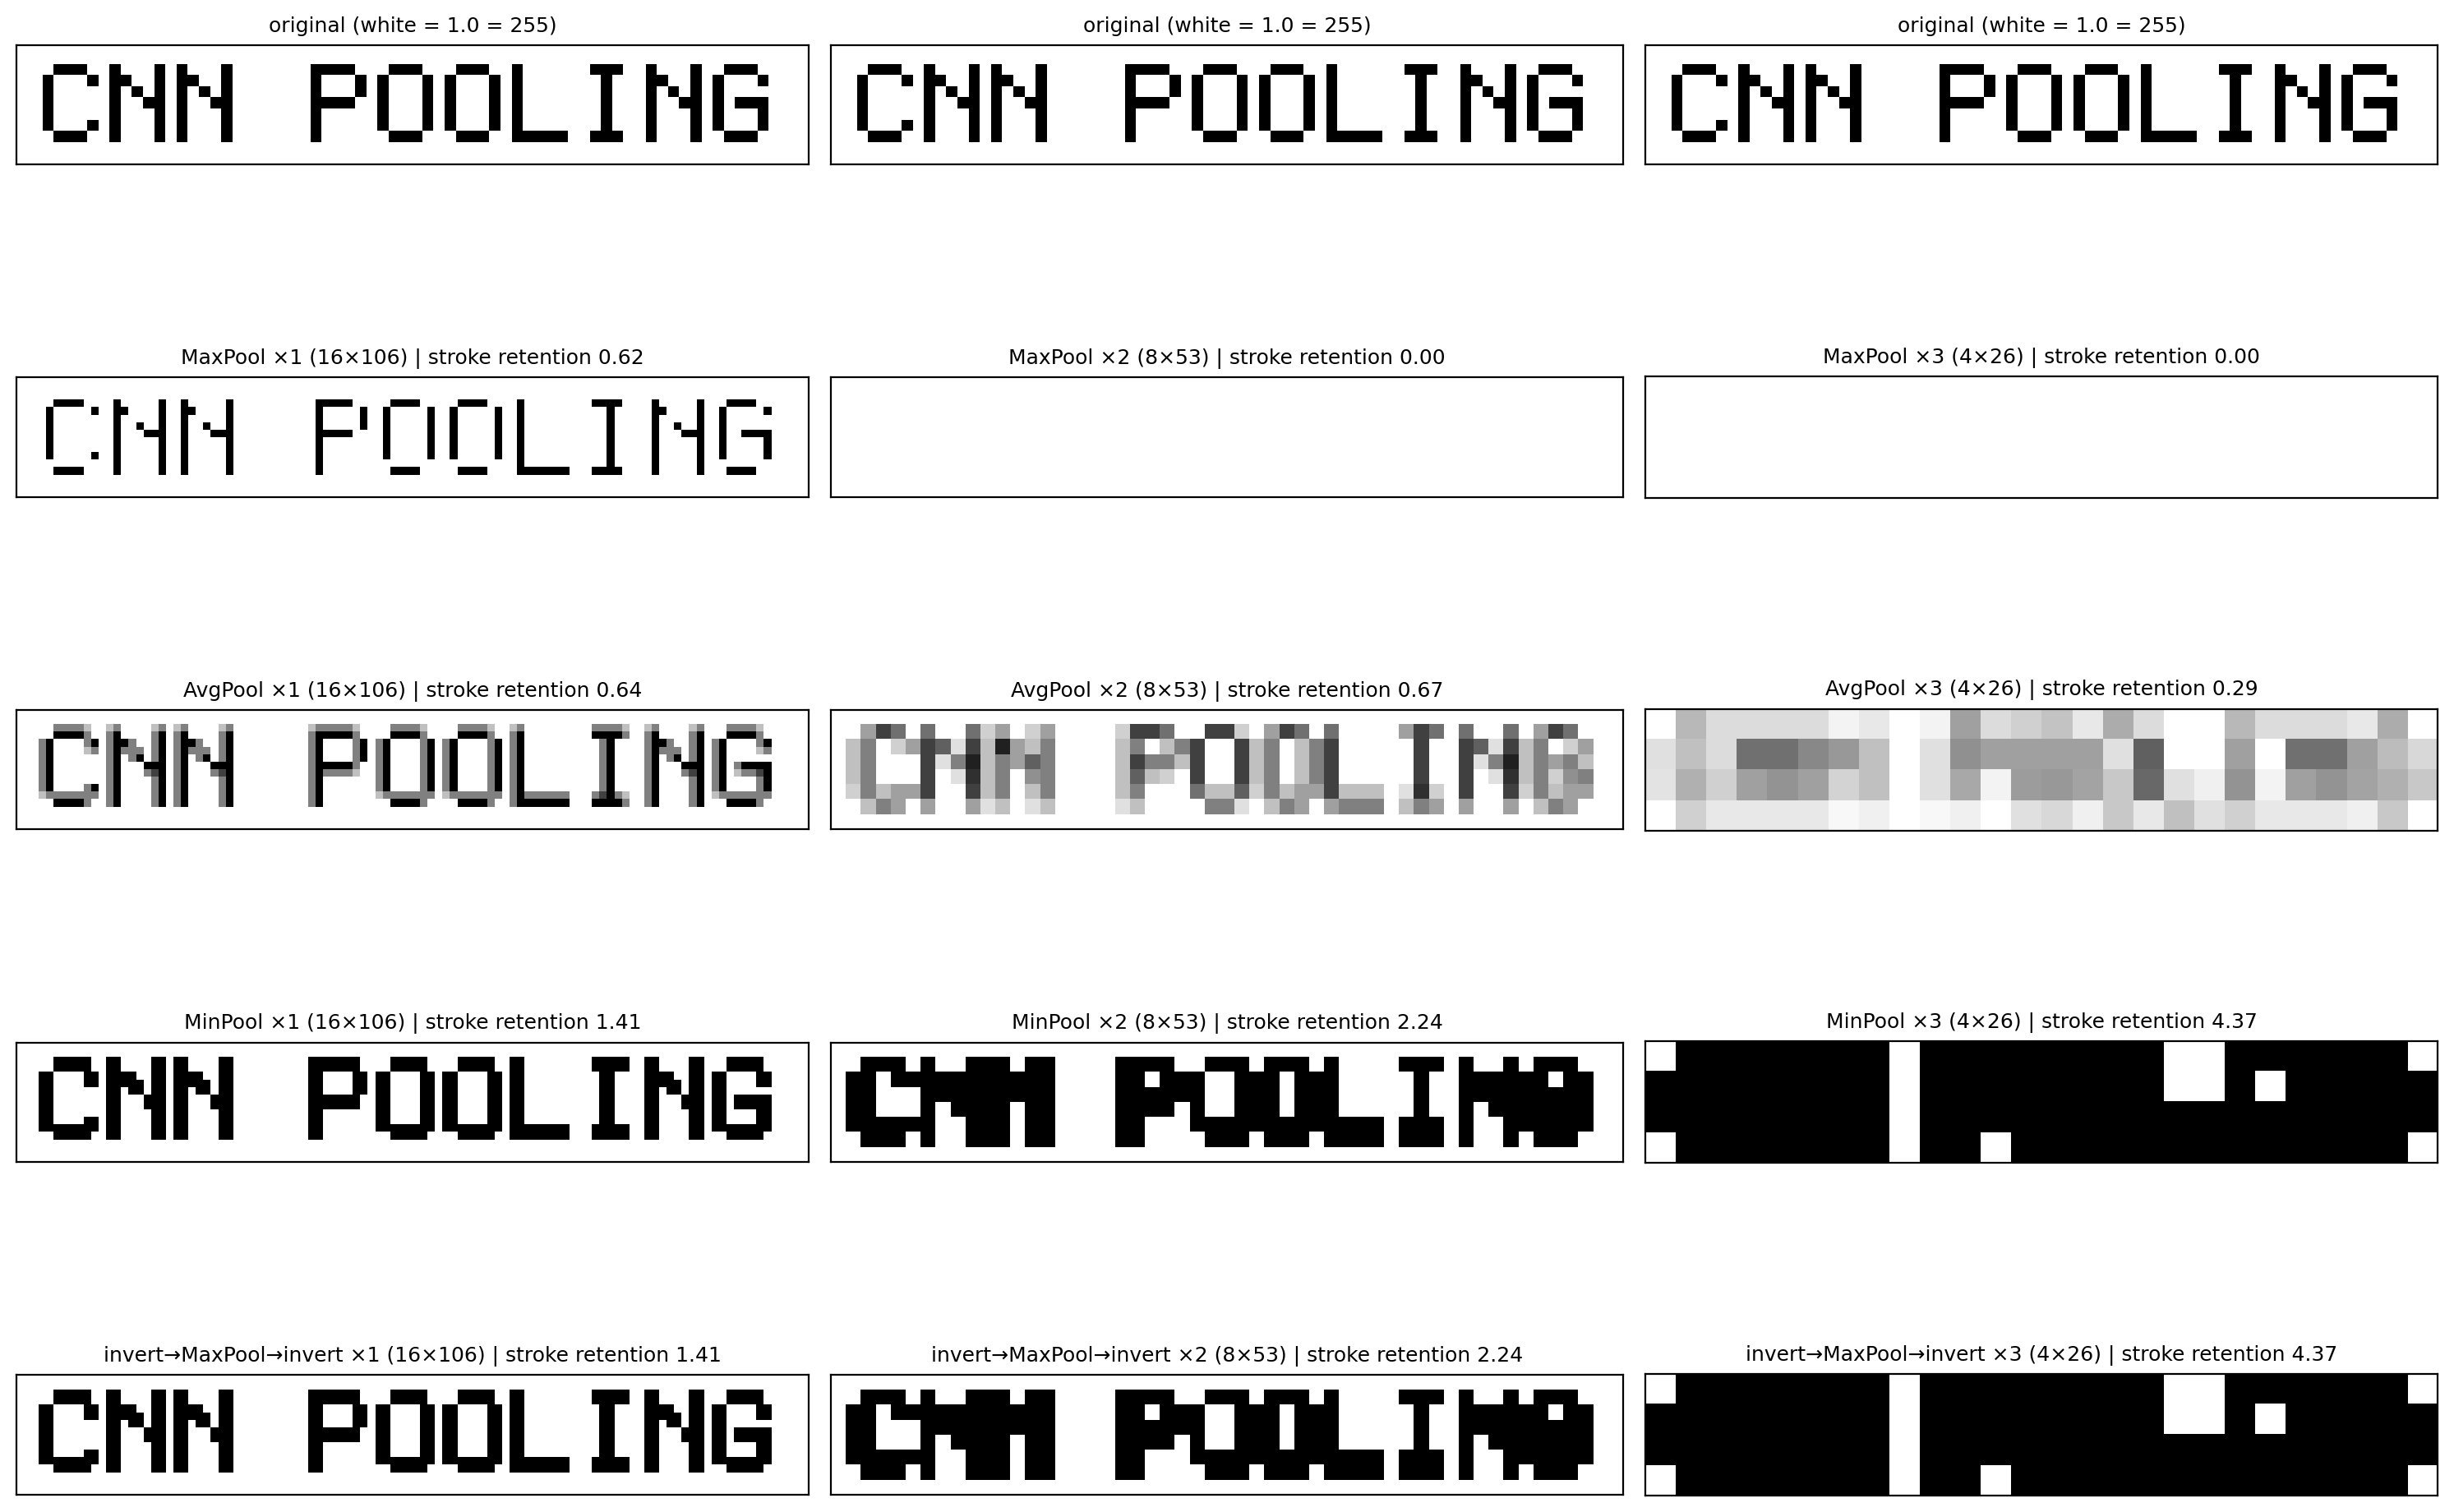 original (white = 1.0 = 255) original (white = 1.0 = 255) original (white = 1.0 = 255)
CNN POOLING CNN POOLING CNN POOLING
MaxPool ×1 (16×106) | stroke retention 0.62 MaxPool ×2 (8×53) | stroke retention 0.00 MaxPool ×3 (4×26) | stroke retention 0.00
CNN POOLING
AvgPool ×1 (16×106) | stroke retention 0.64 AvgPool ×2 (8×53) | stroke retention 0.67 AvgPool ×3 (4×26) | stroke retention 0.29
CNN POOLING CNN POOLING
MinPool ×1 (16×106) | stroke retention 1.41 MinPool ×2 (8×53) | stroke retention 2.24 MinPool ×3 (4×26) | stroke retention 4.37
CNN POOLING
invert→MaxPool→invert ×1 (16×106) | stroke retention 1.41 invert→MaxPool→invert ×2 (8×53) | stroke retention 2.24 invert→MaxPool→invert ×3 (4×26) | stroke retention 4.37
CNN POOLING